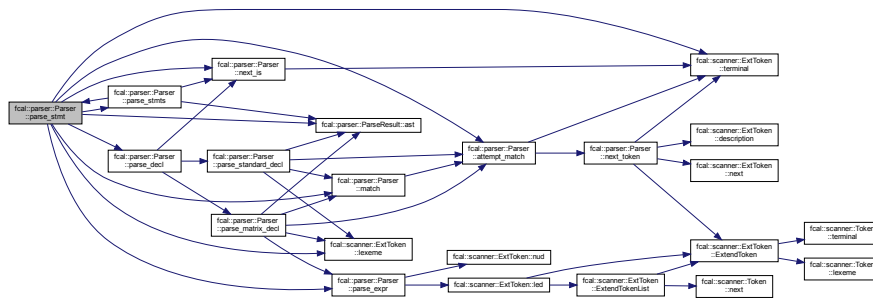 fcal::parser::Parser
::parse_stmt
fcal::parser::Parser
::next_is
fcal::parser::Parser
::parse_stmts
fcal::parser::Parser
::parse_decl
fcal::parser::Parser
::parse_standard_decl
fcal::parser::Parser
::parse_matrix_decl
fcal::parser::ParseResult::ast
fcal::parser::Parser
::match
fcal::scanner::ExtToken
::lexeme
fcal::parser::Parser
::parse_expr
fcal::parser::Parser
::attempt_match
fcal::scanner::ExtToken::nud
fcal::scanner::ExtToken::led
fcal::parser::Parser
::next_token
fcal::scanner::ExtToken
::ExtendTokenList
fcal::scanner::ExtToken
::terminal
fcal::scanner::ExtToken
::description
fcal::scanner::ExtToken
::next
fcal::scanner::ExtToken
::ExtendToken
fcal::scanner::Token
::next
fcal::scanner::Token
::terminal
fcal::scanner::Token
::lexeme